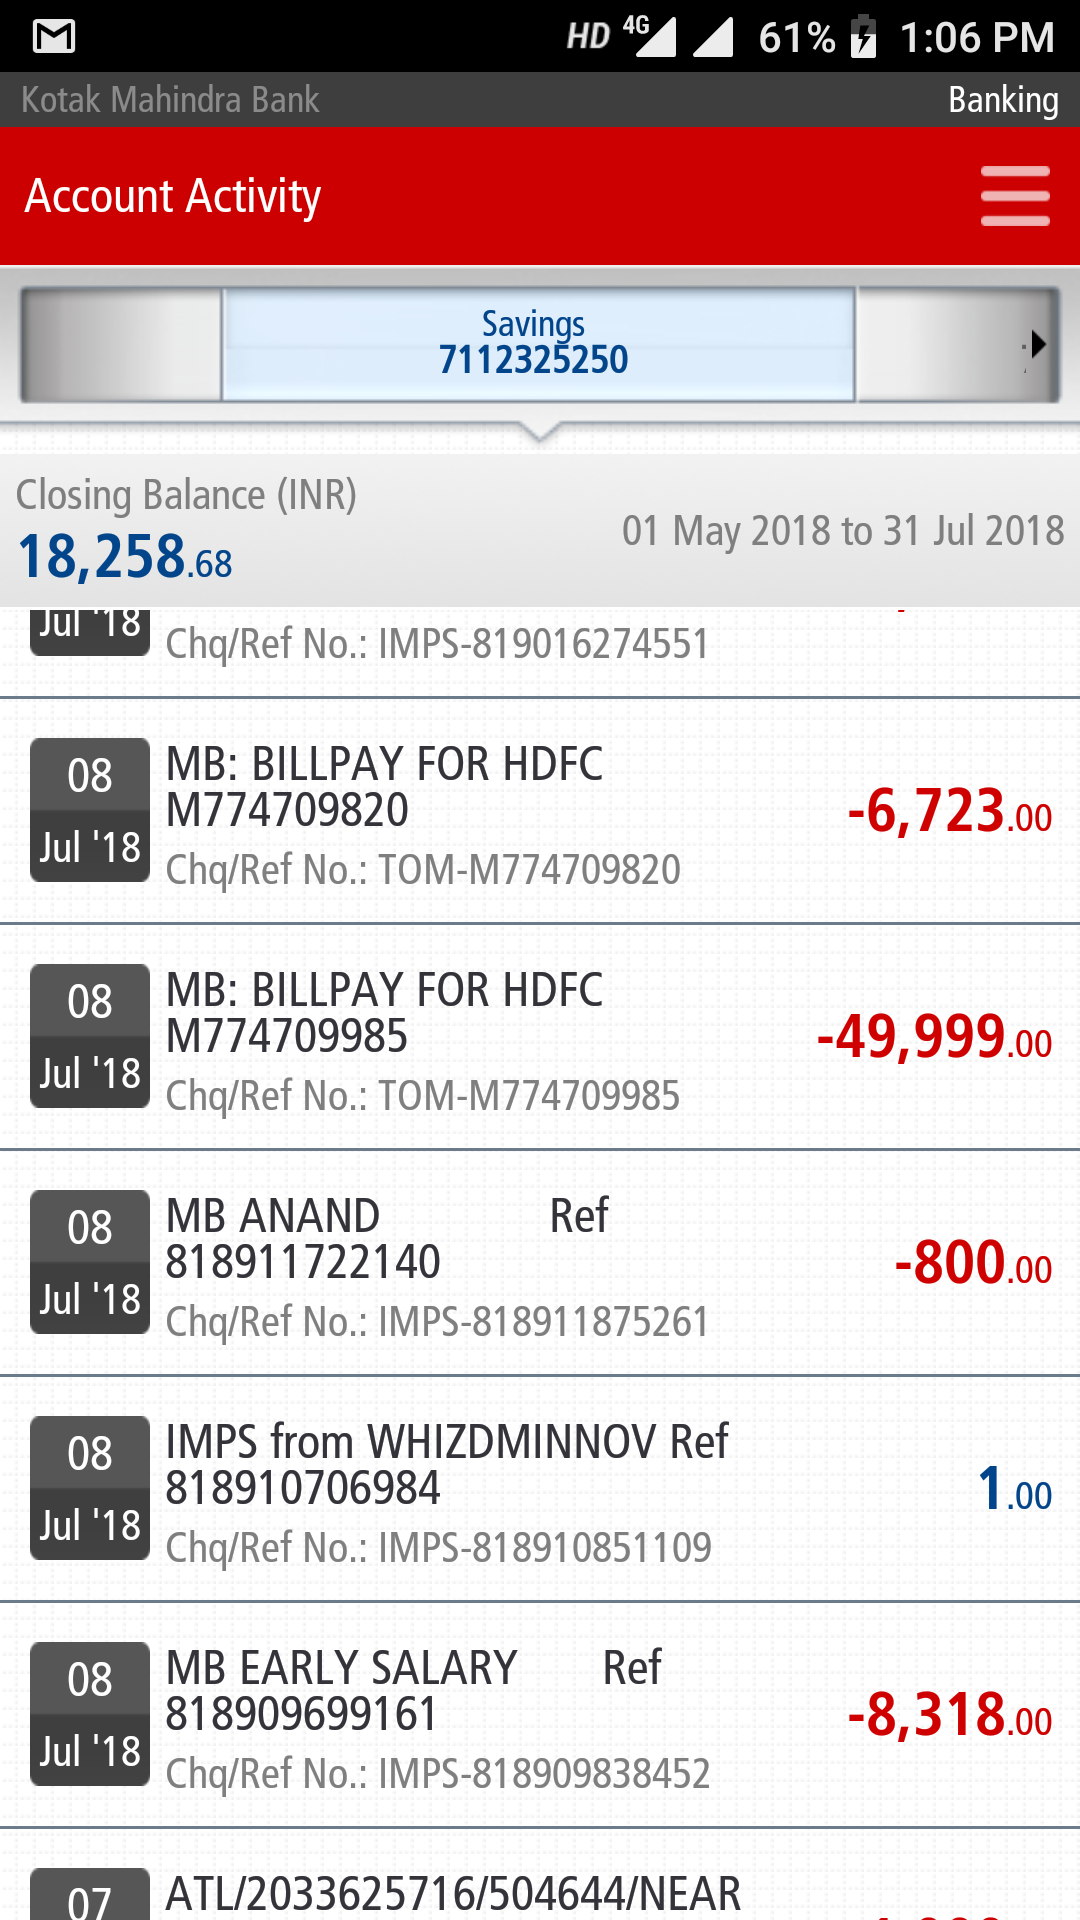 HD 4G 61% 1:06 PM
Kotak Mahindra Bank Banking
Account Activity
Savings
7112325250
Closing Balance (INR)
18,258.68
01 May 2018 to 31 Jul 2018
Jul '18
Chq/Ref No.: IMPS-819016274551
08
Jul '18
MB: BILLPAY FOR HDFC
M774709820
Chq/Ref No.: TOM-M774709820
-6,723.00
08
Jul '18
MB: BILLPAY FOR HDFC
M774709985
Chq/Ref No.: TOM-M774709985
-49,999.00
08
Jul '18
MB ANAND Ref
818911722140
Chq/Ref No.: IMPS-818911875261
-800.00
08
Jul '18
IMPS from WHIZDMINNOV Ref
818910706984
Chq/Ref No.: IMPS-818910851109
1.00
08
Jul '18
MB EARLY SALARY Ref
818909699161
Chq/Ref No.: IMPS-818909838452
-8,318.00
07
ATL/2033625716/504644/NEAR